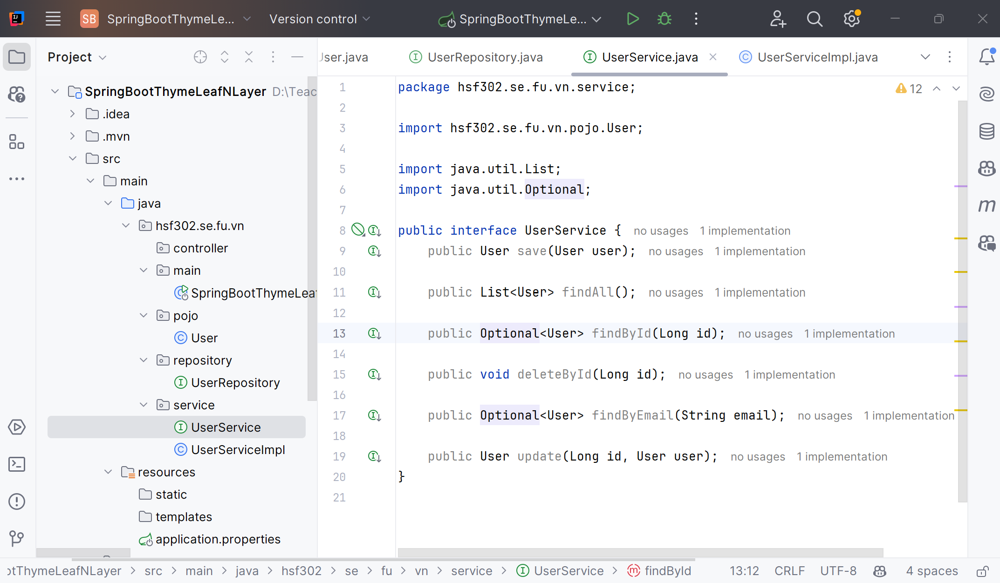 SB SpringBootThymeLe... Version control SpringBootThymeLe...
Project
SpringBootThymeLeafNLayer D:\Teac
.idea
.mvn
src
main
java
hsf302.se.fu.vn
controller
main
SpringBootThymeLeaf
pojo
User
repository
UserRepository
service
UserService
UserServiceImpl
resources
static
templates
application.properties
User.java UserRepository.java UserService.java UserServiceImpl.java
12
1 package hsf302.se.fu.vn.service;
2
3 import hsf302.se.fu.vn.pojo.User;
4
5 import java.util.List;
6 import java.util.Optional;
7
8 public interface UserService { no usages 1 implementation
9 public User save(User user); no usages 1 implementation
10
11 public List<User> findAll(); no usages 1 implementation
12
13 public Optional<User> findById(Long id); no usages 1 implementation
14
15 public void deleteById(Long id); no usages 1 implementation
16
17 public Optional<User> findByEmail(String email); no usages 1 implementation
18
19 public User update(Long id, User user); no usages 1 implementation
20 }
21
otThymeLeafNLayer > src > main > java > hsf302 > se > fu > vn > service > UserService > findById 13:12 CRLF UTF-8 4 spaces